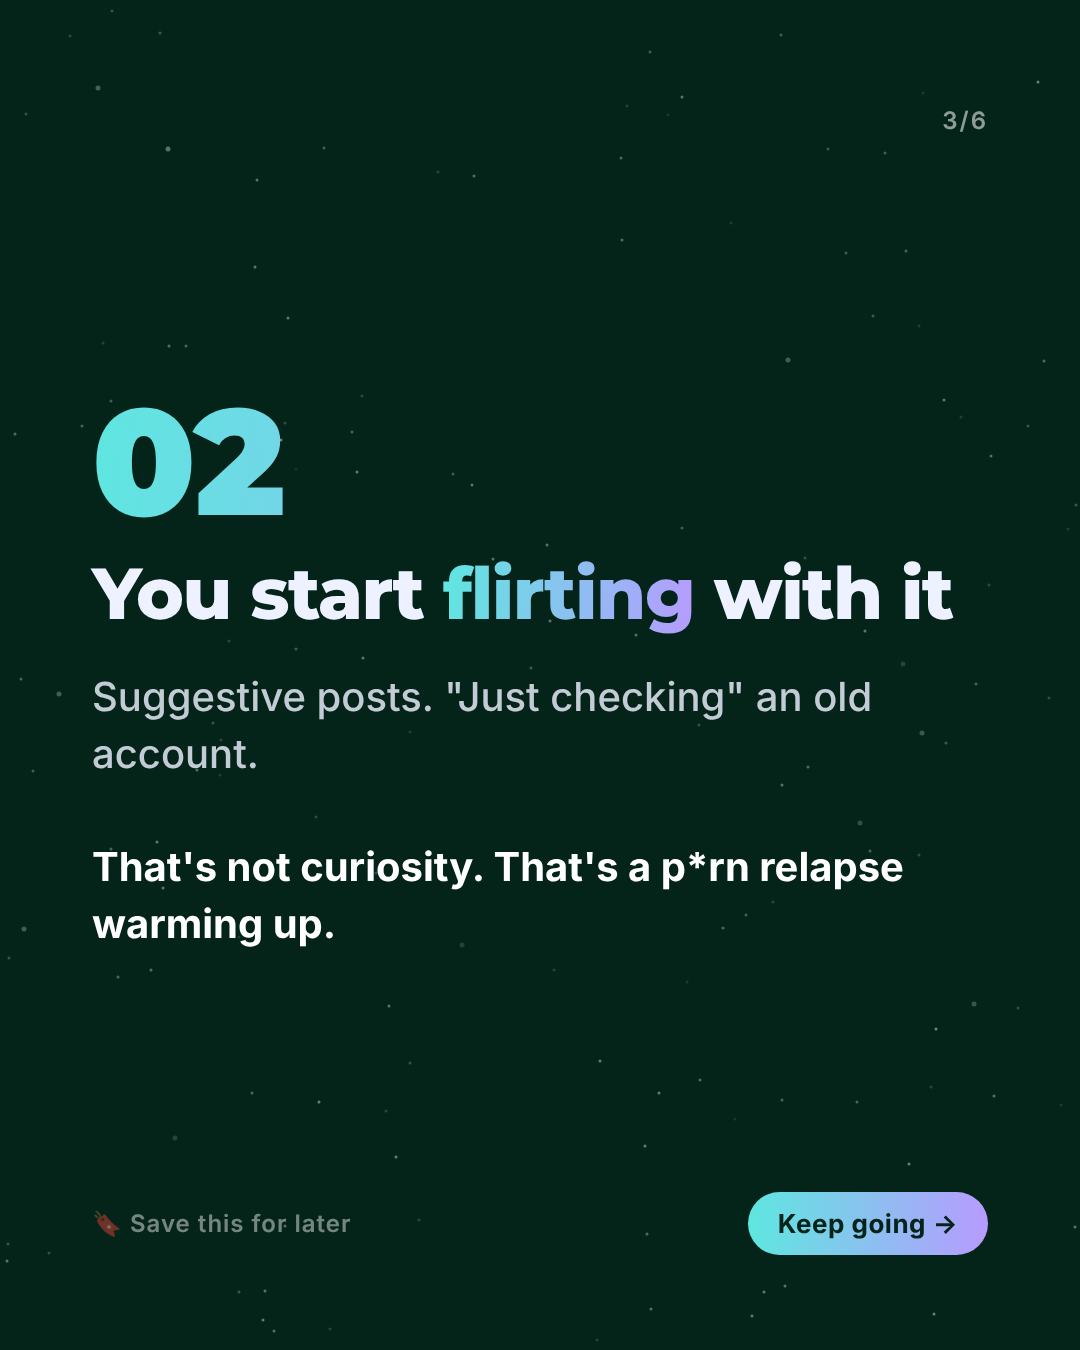 3/6
02
You start flirting with it
Suggestive posts. "Just checking" an old
account.
That's not curiosity. That's a p*rn relapse
warming up.
🔖 Save this for later
Keep going →